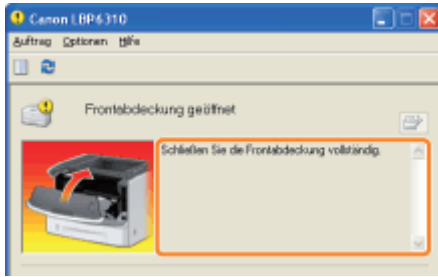 Canon LBP6310
Auftrag Optionen Hilfe
Frontabdeckung geöffnet
Schließen Sie die Frontabdeckung vollständig.